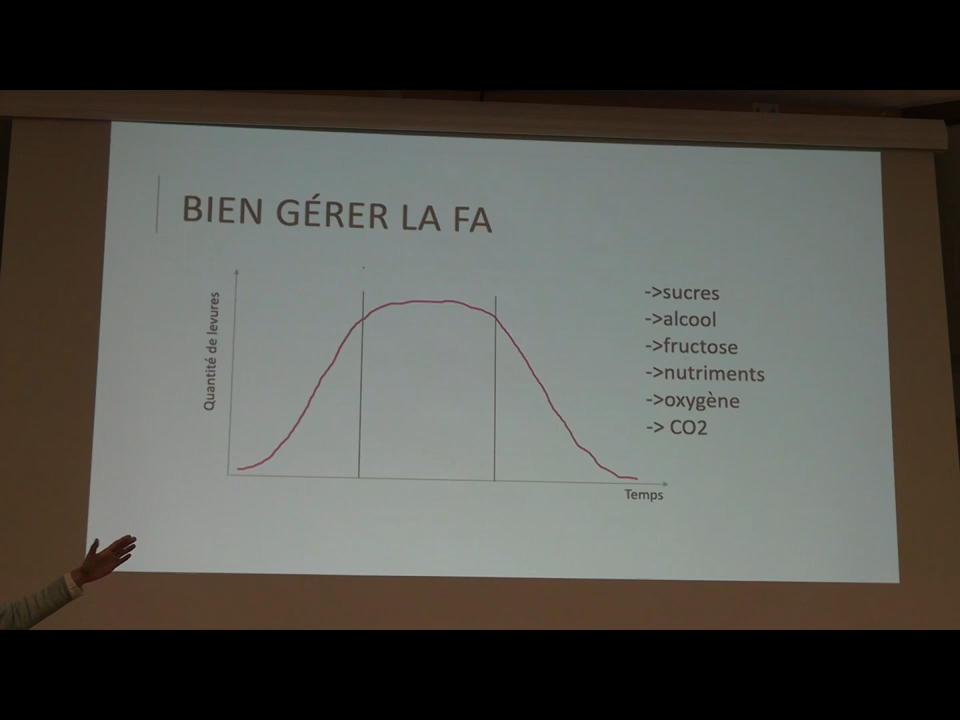 BIEN GÉRER LA FA
Quantité de levures
Temps
->sucres
->alcool
->fructose
->nutriments
->oxygène
-> CO2